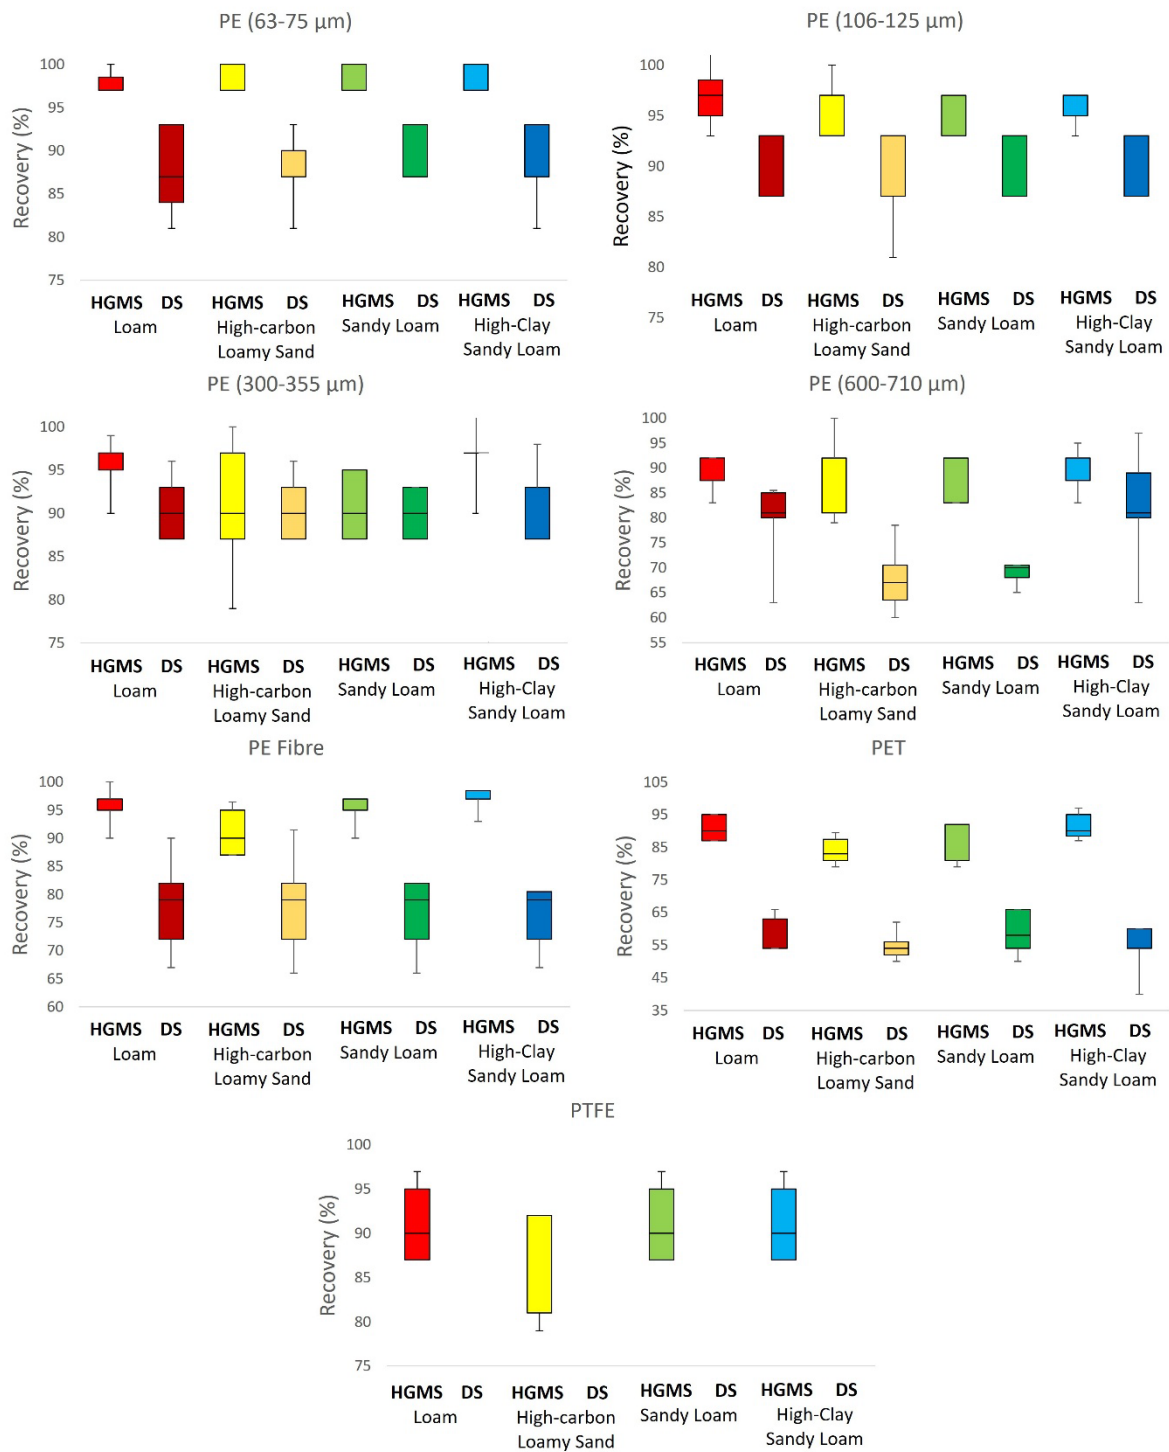 PE (63-75 µm)
Recovery (%)
100
95
90
85
80
75
HGMS DS HGMS DS HGMS DS HGMS DS
Loam High-carbon Sandy Loam High-Clay
Loamy Sand Sandy Loam
PE (106-125 µm)
Recovery (%)
100
95
90
85
80
75
HGMS DS HGMS DS HGMS DS HGMS DS
Loam High-carbon Sandy Loam High-Clay
Loamy Sand Sandy Loam
PE (300-355 µm)
Recovery (%)
100
95
90
85
80
75
HGMS DS HGMS DS HGMS DS HGMS DS
Loam High-carbon Sandy Loam High-Clay
Loamy Sand Sandy Loam
PE (600-710 µm)
Recovery (%)
100
95
90
85
80
75
70
65
60
55
HGMS DS HGMS DS HGMS DS HGMS DS
Loam High-carbon Sandy Loam High-Clay
Loamy Sand Sandy Loam
PE Fibre
Recovery (%)
100
95
90
85
80
75
70
65
60
HGMS DS HGMS DS HGMS DS HGMS DS
Loam High-carbon Sandy Loam High-Clay
Loamy Sand Sandy Loam
PET
Recovery (%)
105
95
85
75
65
55
45
35
HGMS DS HGMS DS HGMS DS HGMS DS
Loam High-carbon Sandy Loam High-Clay
Loamy Sand Sandy Loam
PTFE
Recovery (%)
100
95
90
85
80
75
HGMS DS HGMS DS HGMS DS HGMS DS
Loam High-carbon Sandy Loam High-Clay
Loamy Sand Sandy Loam